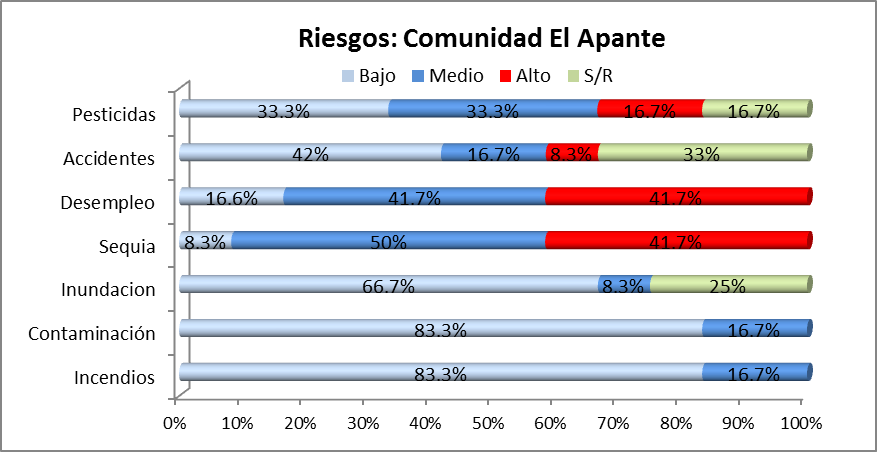 Riesgos: Comunidad El Apante
Bajo Medio Alto S/R
Pesticidas 33.3% 33.3% 16.7% 16.7%
Accidentes 42% 16.7% 8.3% 33%
Desempleo 16.6% 41.7% 41.7%
Sequia 8.3% 50% 41.7%
Inundacion 66.7% 8.3% 25%
Contaminación 83.3% 16.7%
Incendios 83.3% 16.7%
0% 10% 20% 30% 40% 50% 60% 70% 80% 90% 100%